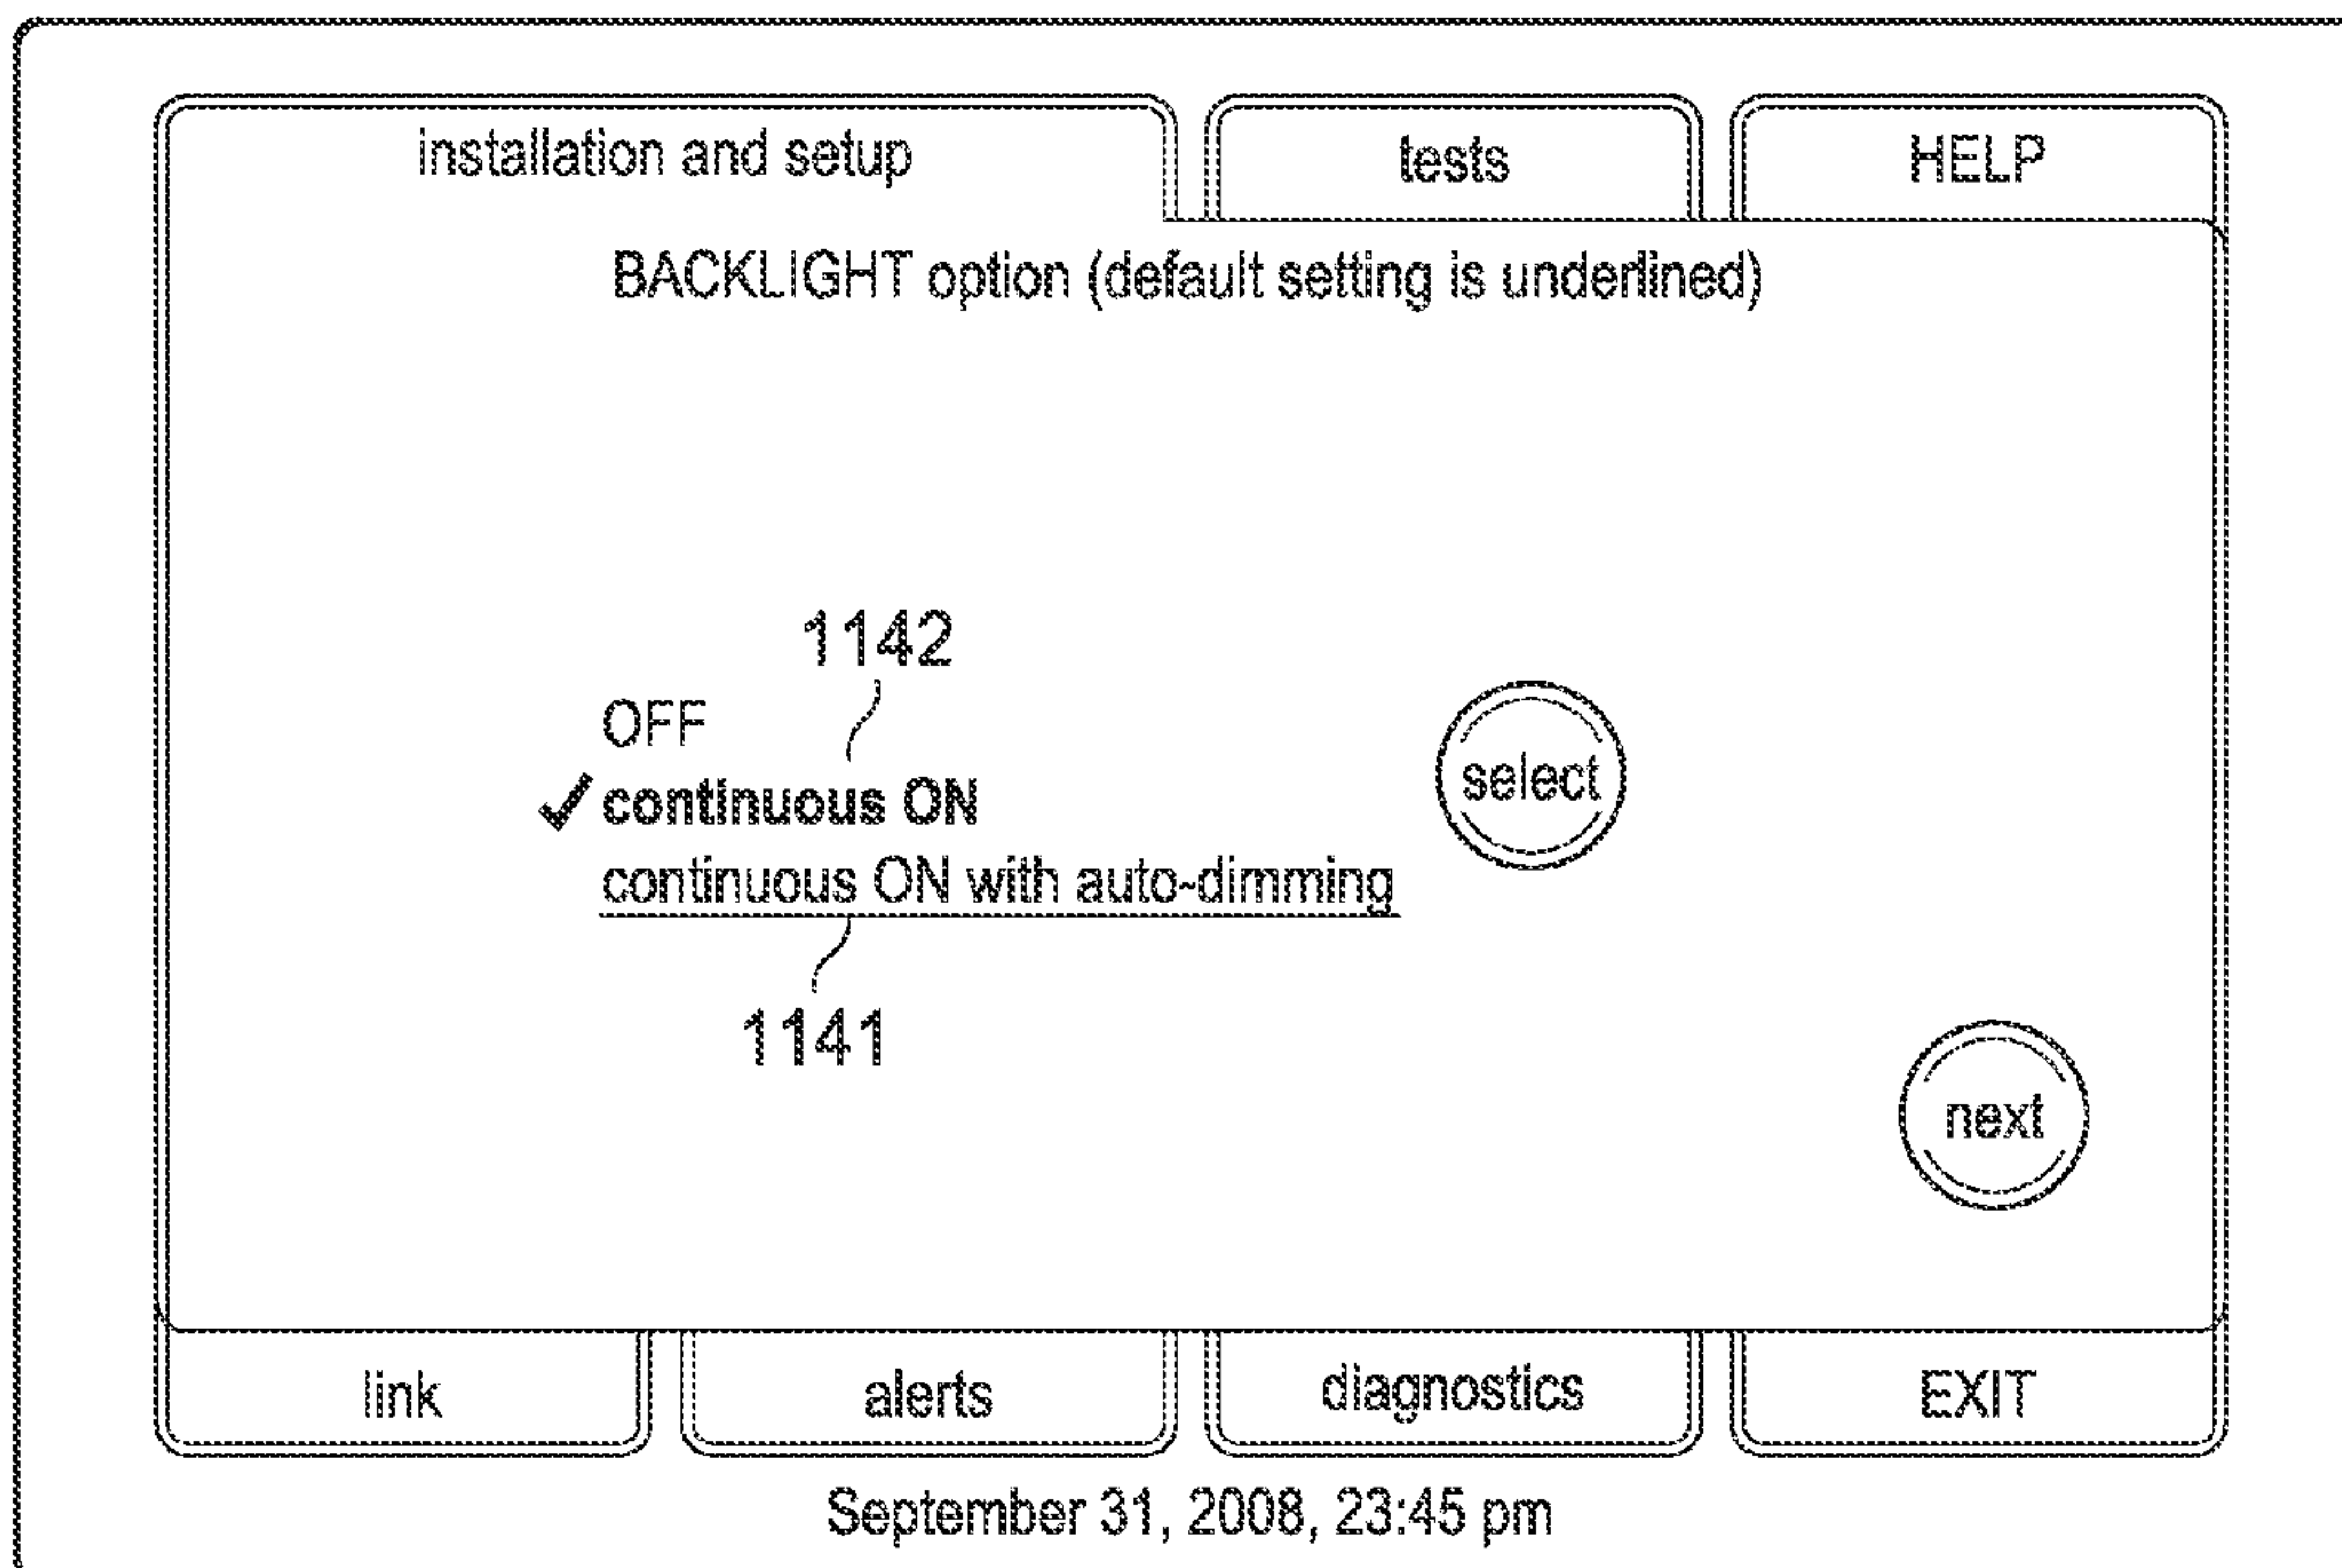 installation and setup
tests
HELP
BACKLIGHT option (default setting is underlined)
1142
OFF
✓ continuous ON
continuous ON with auto-dimming
1141
select
next
link
alerts
diagnostics
EXIT
September 31, 2008, 23:45 pm